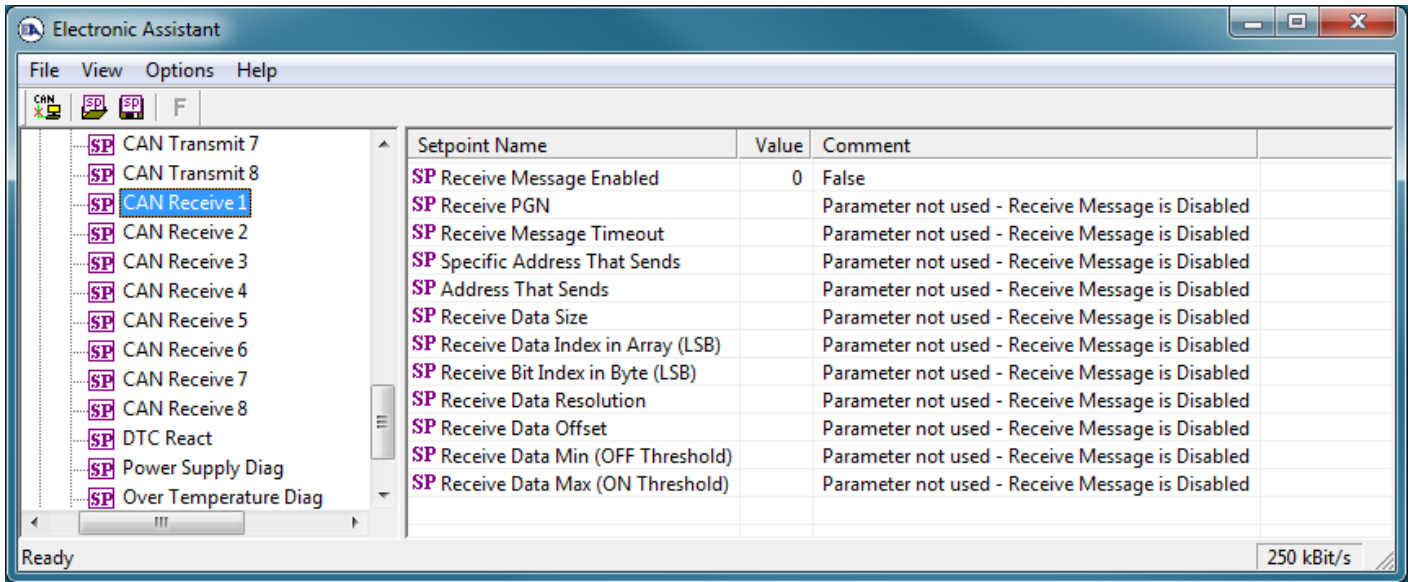 EA Electronic Assistant
File View Options Help
CAN SP SP F
SP CAN Transmit 7
SP CAN Transmit 8
SP CAN Receive 1
SP CAN Receive 2
SP CAN Receive 3
SP CAN Receive 4
SP CAN Receive 5
SP CAN Receive 6
SP CAN Receive 7
SP CAN Receive 8
SP DTC React
SP Power Supply Diag
SP Over Temperature Diag
Setpoint Name Value Comment
SP Receive Message Enabled 0 False
SP Receive PGN Parameter not used - Receive Message is Disabled
SP Receive Message Timeout Parameter not used - Receive Message is Disabled
SP Specific Address That Sends Parameter not used - Receive Message is Disabled
SP Address That Sends Parameter not used - Receive Message is Disabled
SP Receive Data Size Parameter not used - Receive Message is Disabled
SP Receive Data Index in Array (LSB) Parameter not used - Receive Message is Disabled
SP Receive Bit Index in Byte (LSB) Parameter not used - Receive Message is Disabled
SP Receive Data Resolution Parameter not used - Receive Message is Disabled
SP Receive Data Offset Parameter not used - Receive Message is Disabled
SP Receive Data Min (OFF Threshold) Parameter not used - Receive Message is Disabled
SP Receive Data Max (ON Threshold) Parameter not used - Receive Message is Disabled
Ready 250 kBit/s